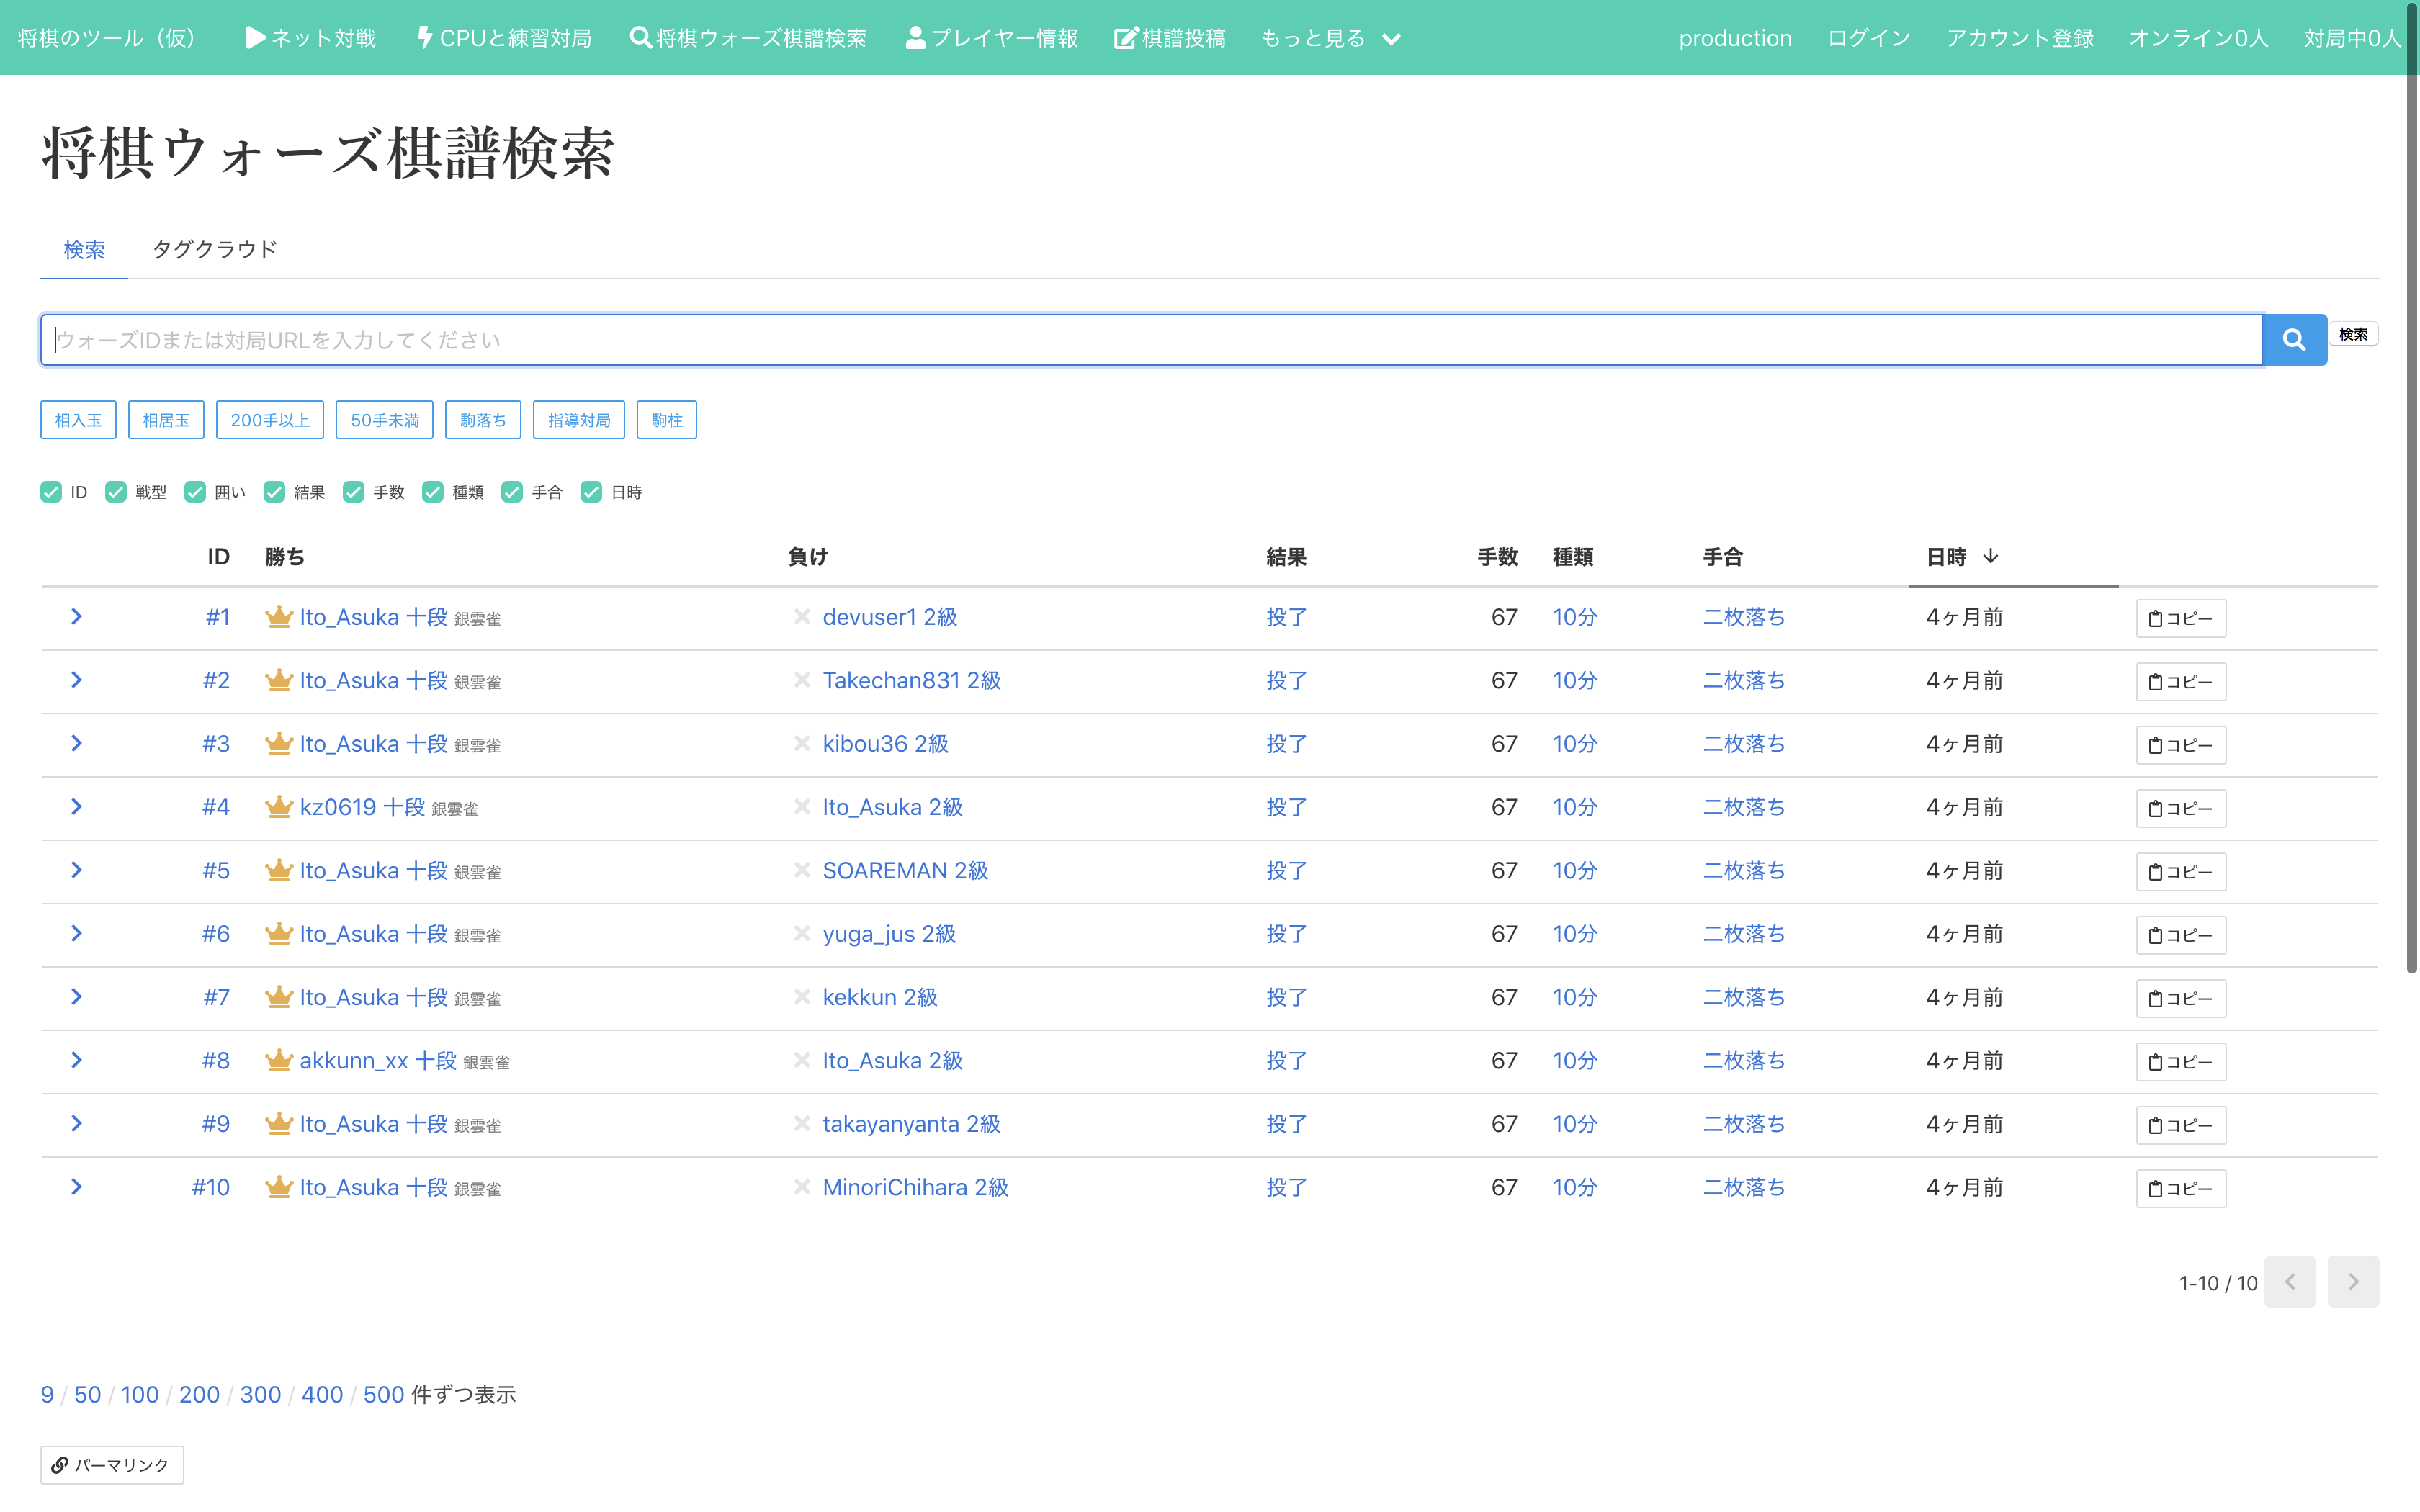 将棋のツール（仮） ネット対戦 CPUと練習対局 将棋ウォーズ棋譜検索 プレイヤー情報 棋譜投稿 もっと見る production ログイン アカウント登録 オンライン0人 対局中0人
将棋ウォーズ棋譜検索
検索 タグクラウド
ウォーズIDまたは対局URLを入力してください 検索
相入玉 相居玉 200手以上 50手未満 駒落ち 指導対局 駒柱
ID 戦型 囲い 結果 手数 種類 手合 日時
ID 勝ち 負け 結果 手数 種類 手合 日時
#1 Ito_Asuka 十段 銀雲雀 devuser1 2級 投了 67 10分 二枚落ち 4ヶ月前 コピー
#2 Ito_Asuka 十段 銀雲雀 Takechan831 2級 投了 67 10分 二枚落ち 4ヶ月前 コピー
#3 Ito_Asuka 十段 銀雲雀 kibou36 2級 投了 67 10分 二枚落ち 4ヶ月前 コピー
#4 kz0619 十段 銀雲雀 Ito_Asuka 2級 投了 67 10分 二枚落ち 4ヶ月前 コピー
#5 Ito_Asuka 十段 銀雲雀 SOAREMAN 2級 投了 67 10分 二枚落ち 4ヶ月前 コピー
#6 Ito_Asuka 十段 銀雲雀 yuga_jus 2級 投了 67 10分 二枚落ち 4ヶ月前 コピー
#7 Ito_Asuka 十段 銀雲雀 kekkun 2級 投了 67 10分 二枚落ち 4ヶ月前 コピー
#8 akkunn_xx 十段 銀雲雀 Ito_Asuka 2級 投了 67 10分 二枚落ち 4ヶ月前 コピー
#9 Ito_Asuka 十段 銀雲雀 takayanyanta 2級 投了 67 10分 二枚落ち 4ヶ月前 コピー
#10 Ito_Asuka 十段 銀雲雀 MinoriChihara 2級 投了 67 10分 二枚落ち 4ヶ月前 コピー
1-10 / 10
9 / 50 / 100 / 200 / 300 / 400 / 500 件ずつ表示
パーマリンク